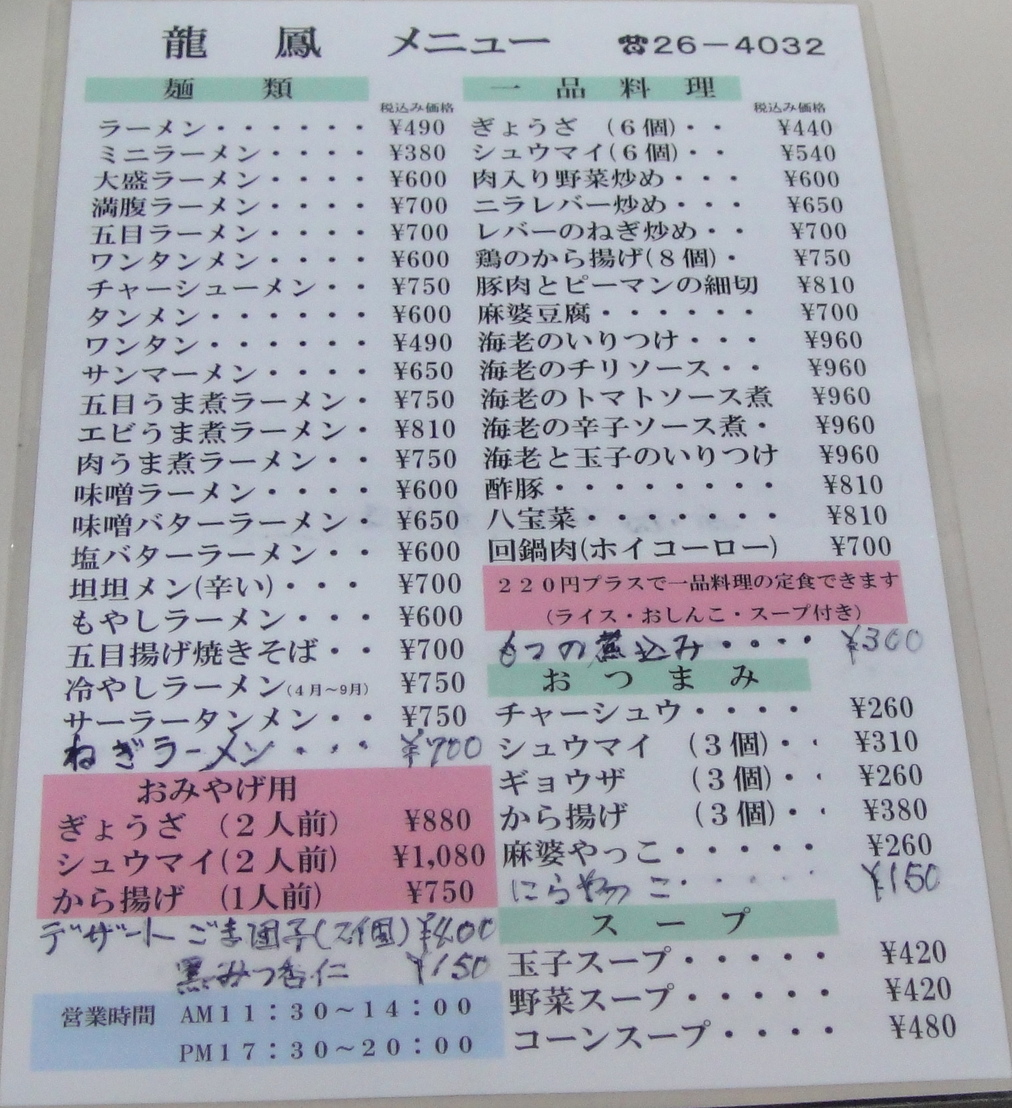 龍　鳳　メニュー　☎26－4032
麺　類
税込み価格
ラーメン・・・・・・ ¥490
ミニラーメン・・・・ ¥380
大盛ラーメン・・・・ ¥600
満腹ラーメン・・・・ ¥700
五目ラーメン・・・・ ¥700
ワンタンメン・・・・ ¥600
チャーシューメン・・ ¥750
タンメン・・・・・・ ¥600
ワンタン・・・・・・ ¥490
サンマーメン・・・・ ¥650
五目うま煮ラーメン・ ¥750
エビうま煮ラーメン・ ¥810
肉うま煮ラーメン・・ ¥750
味噌ラーメン・・・・ ¥600
味噌バターラーメン・ ¥650
塩バターラーメン・・ ¥600
坦坦メン(辛い)・・・ ¥700
もやしラーメン・・・ ¥600
五目揚げ焼きそば・・ ¥700
冷やしラーメン(4月～9月) ¥750
サーラータンメン・・ ¥750
ねぎラーメン・・・ ¥700
おみやげ用
ぎょうざ　(2人前) ¥880
シュウマイ(2人前) ¥1,080
から揚げ　(1人前) ¥750
デザート ごま団子(2個) ¥400
黒みつ杏仁 ¥150
営業時間　AM11：30～14：00
PM17：30～20：00
一　品　料　理
税込み価格
ぎょうざ　(6個)・・ ¥440
シュウマイ(6個)・・ ¥540
肉入り野菜炒め・・・ ¥600
ニラレバー炒め・・・ ¥650
レバーのねぎ炒め・・ ¥700
鶏のから揚げ(8個)・ ¥750
豚肉とピーマンの細切 ¥810
麻婆豆腐・・・・・・ ¥700
海老のいりつけ・・・ ¥960
海老のチリソース・・ ¥960
海老のトマトソース煮 ¥960
海老の辛子ソース煮・ ¥960
海老と玉子のいりつけ ¥960
酢豚・・・・・・・・ ¥810
八宝菜・・・・・・・ ¥810
回鍋肉(ホイコーロー) ¥700
220円プラスで一品料理の定食できます
(ライス・おしんこ・スープ付き)
もつの煮込み・・・・ ¥300
お　つ　ま　み
チャーシュウ・・・・ ¥260
シュウマイ　(3個)・・ ¥310
ギョウザ　　(3個)・・ ¥260
から揚げ　　(3個)・・ ¥380
麻婆やっこ・・・・・ ¥260
にらやっこ・・・・ ¥150
ス　ー　プ
玉子スープ・・・・・ ¥420
野菜スープ・・・・・ ¥420
コーンスープ・・・・ ¥480